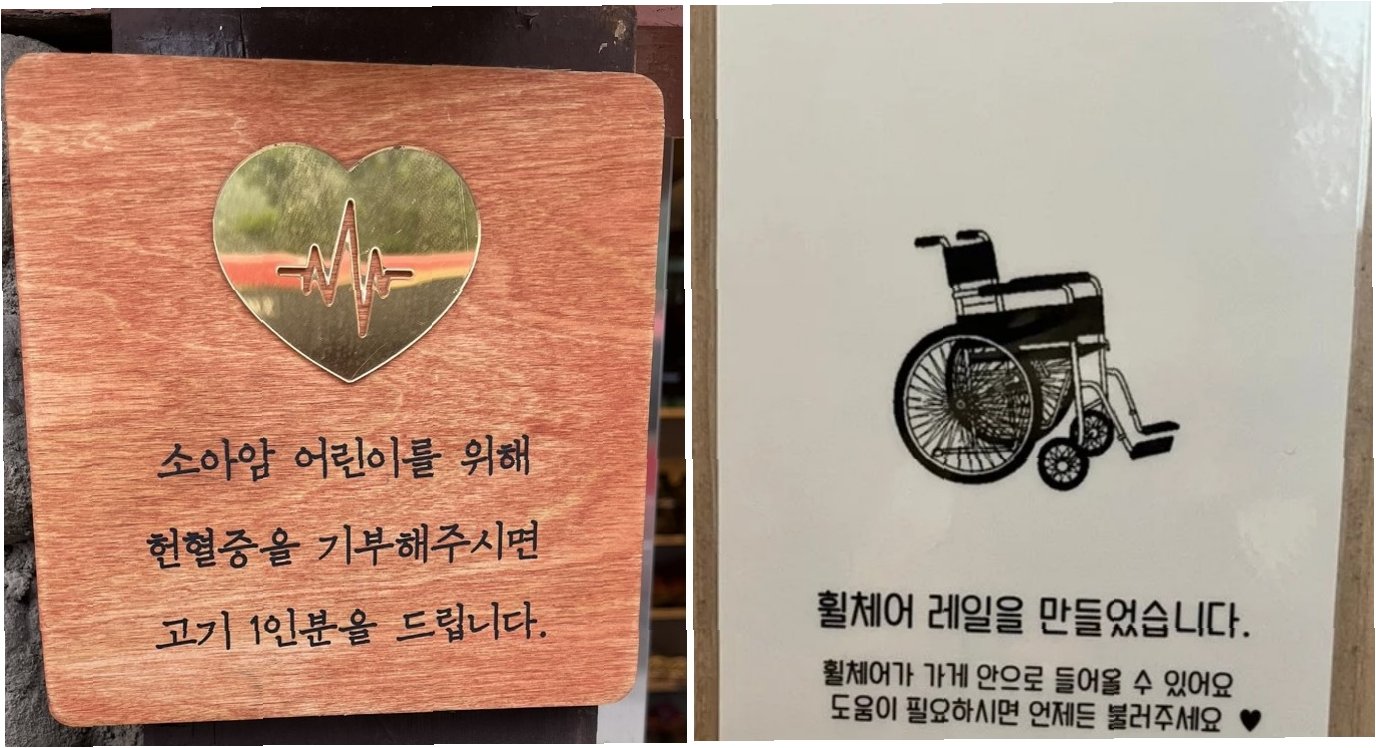 소아암 어린이를 위해
헌혈증을 기부해주시면
고기 1인분을 드립니다.
휠체어 레일을 만들었습니다.
휠체어가 가게 안으로 들어올 수 있어요
도움이 필요하시면 언제든 불러주세요 ♥